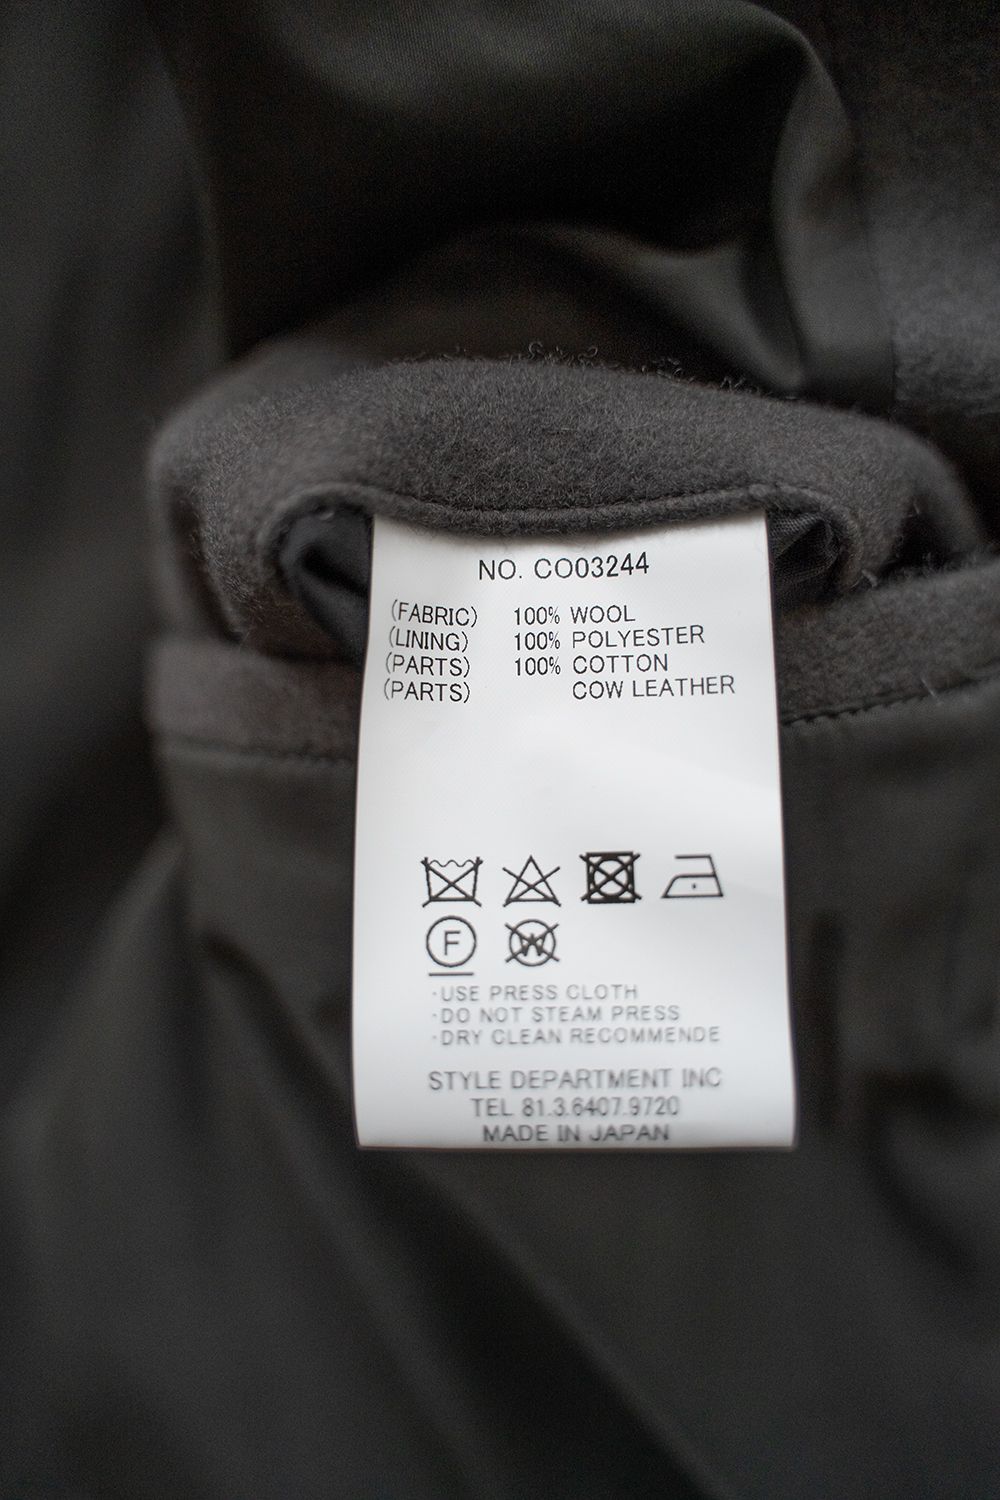 NO. CO03244
(FABRIC) 100% WOOL
(LINING) 100% POLYESTER
(PARTS) 100% COTTON
(PARTS) COW LEATHER
F W
·USE PRESS CLOTH
·DO NOT STEAM PRESS
·DRY CLEAN RECOMMENDE
STYLE DEPARTMENT INC
TEL 81.3.6407.9720
MADE IN JAPAN